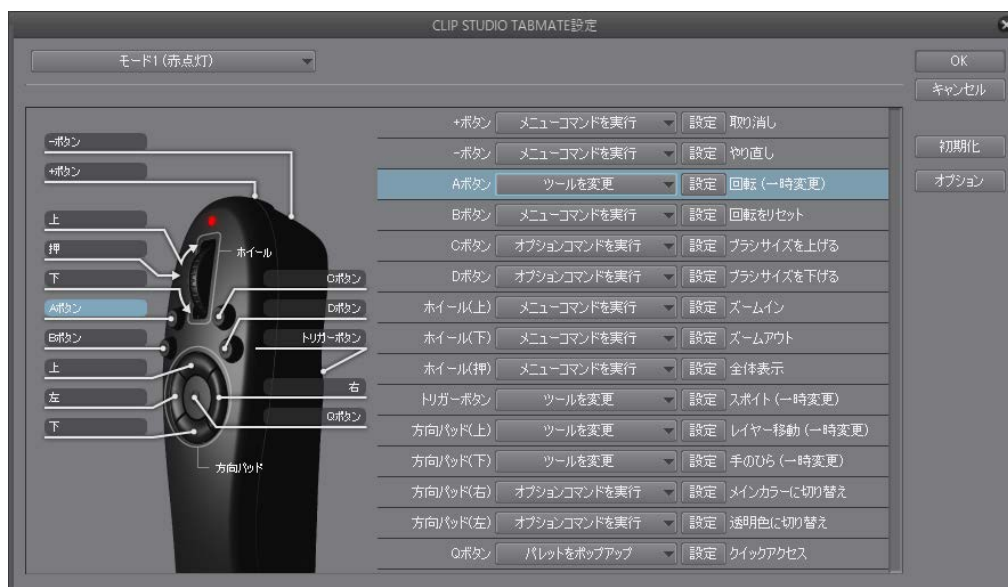 CLIP STUDIO TABMATE設定
モード1(赤点灯)
OK
キャンセル
初期化
オプション
-ボタン
+ボタン
上
押
下
Aボタン
Bボタン
上
左
下
ホイール
Cボタン
Dボタン
トリガーボタン
右
Qボタン
方向パッド
+ボタン メニューコマンドを実行 設定 取り消し
-ボタン メニューコマンドを実行 設定 やり直し
Aボタン ツールを変更 設定 回転(一時変更)
Bボタン メニューコマンドを実行 設定 回転をリセット
Cボタン オプションコマンドを実行 設定 ブラシサイズを上げる
Dボタン オプションコマンドを実行 設定 ブラシサイズを下げる
ホイール(上) メニューコマンドを実行 設定 ズームイン
ホイール(下) メニューコマンドを実行 設定 ズームアウト
ホイール(押) メニューコマンドを実行 設定 全体表示
トリガーボタン ツールを変更 設定 スポイト(一時変更)
方向パッド(上) ツールを変更 設定 レイヤー移動(一時変更)
方向パッド(下) ツールを変更 設定 手のひら(一時変更)
方向パッド(右) オプションコマンドを実行 設定 メインカラーに切り替え
方向パッド(左) オプションコマンドを実行 設定 透明色に切り替え
Qボタン パレットをポップアップ 設定 クイックアクセス